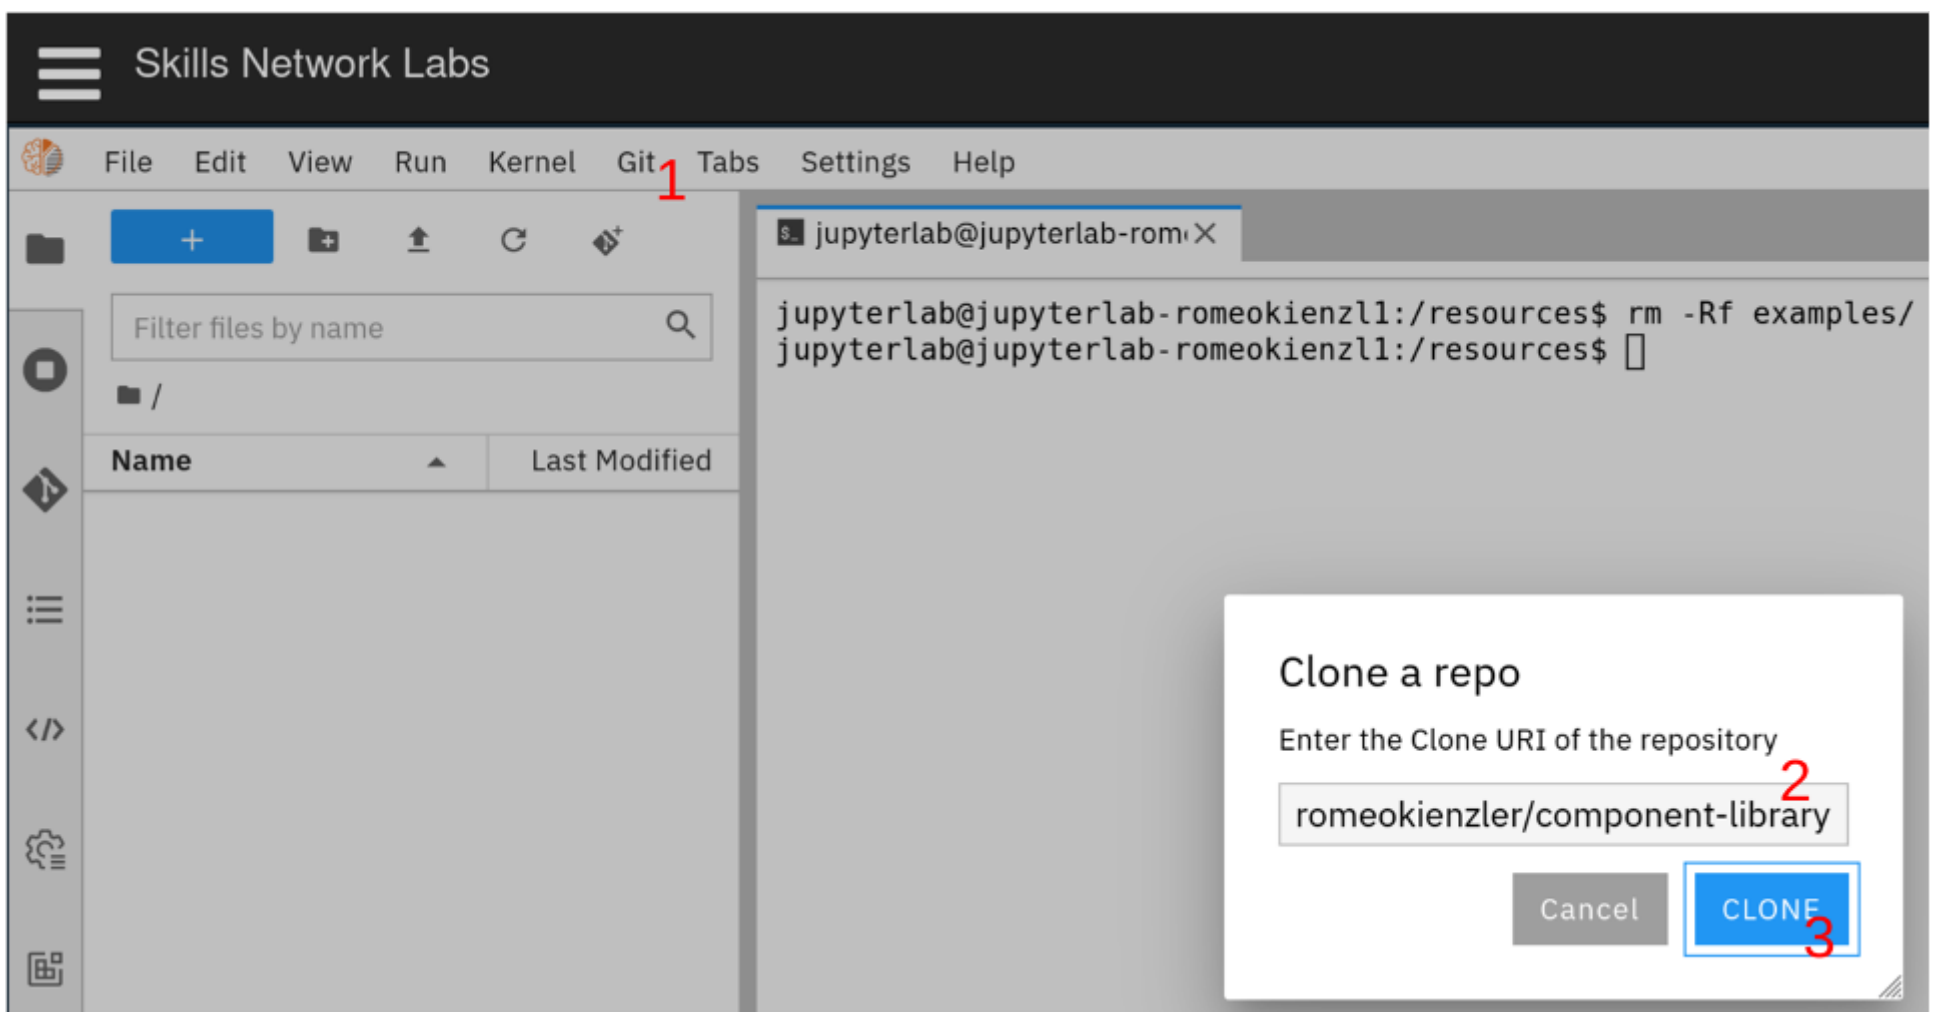 Skills Network Labs
File Edit View Run Kernel Git 1 Tabs Settings Help
+
$_ jupyterlab@jupyterlab-rom
Filter files by name
/
Name Last Modified
jupyterlab@jupyterlab-romeokienzl1:/resources$ rm -Rf examples/
jupyterlab@jupyterlab-romeokienzl1:/resources$
Clone a repo
Enter the Clone URI of the repository
2
romeokienzler/component-library
Cancel CLONE
3